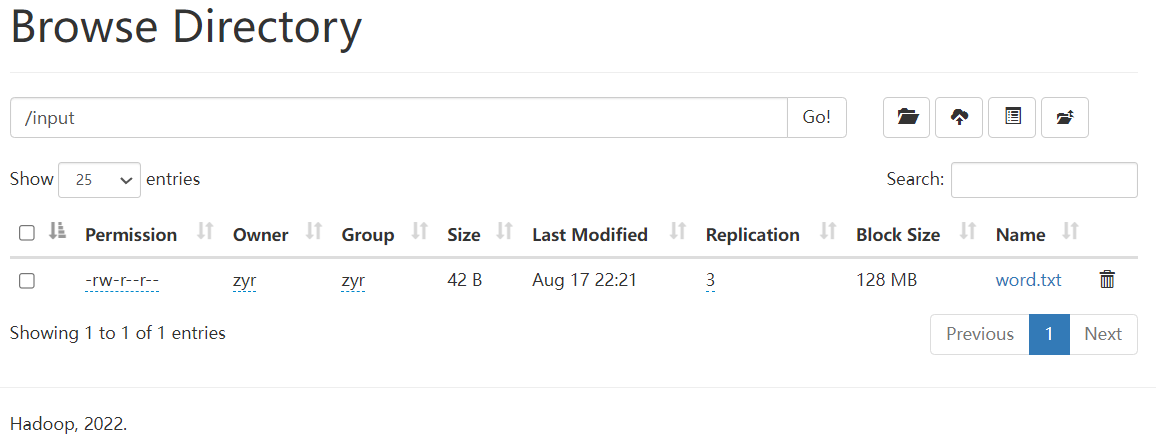 Browse Directory
/input Go!
Show 25 entries Search:
Permission Owner Group Size Last Modified Replication Block Size Name
-rw-r--r-- zyr zyr 42 B Aug 17 22:21 3 128 MB word.txt
Showing 1 to 1 of 1 entries Previous 1 Next
Hadoop, 2022.